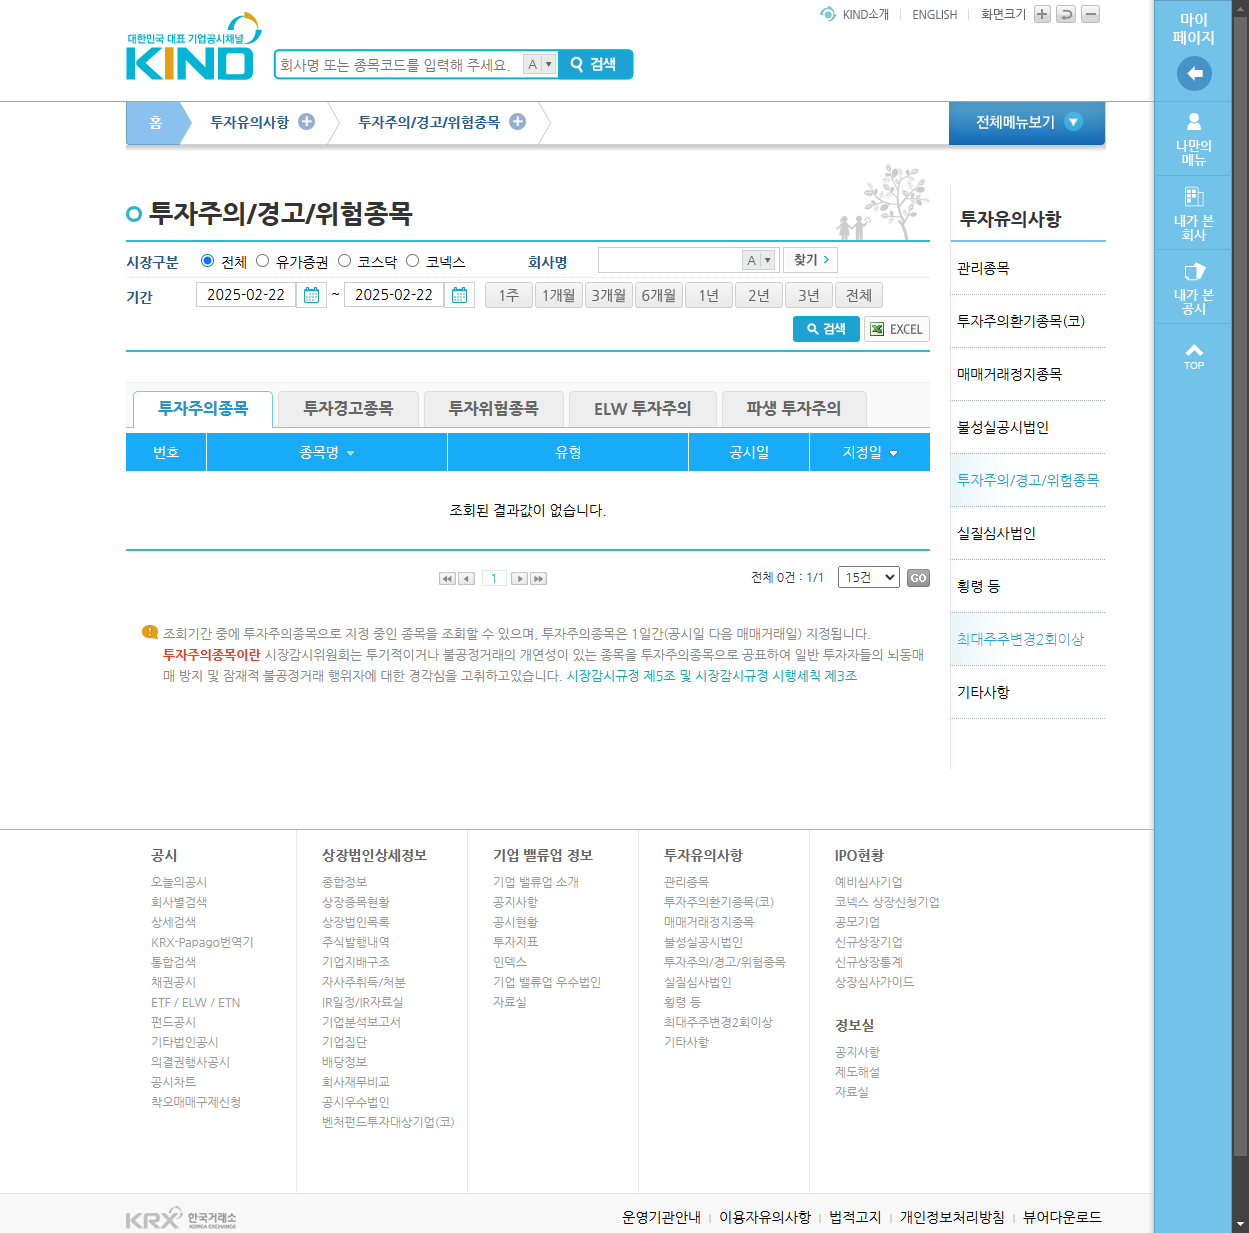 KIND소개 ENGLISH 화면크기
대한민국 대표 기업공시채널
KIND
회사명 또는 종목코드를 입력해 주세요. A 검색
마이
페이지
홈 투자유의사항 투자주의/경고/위험종목 전체메뉴보기
나만의
메뉴
내가 본
회사
내가 본
공시
TOP
투자주의/경고/위험종목
시장구분 전체 유가증권 코스닥 코넥스 회사명 A 찾기
기간 2025-02-22 ~ 2025-02-22 1주 1개월 3개월 6개월 1년 2년 3년 전체
검색 EXCEL
투자주의종목 투자경고종목 투자위험종목 ELW 투자주의 파생 투자주의
번호 종목명 유형 공시일 지정일
조회된 결과값이 없습니다.
1 전체 0건 : 1/1 15건 GO
조회기간 중에 투자주의종목으로 지정 중인 종목을 조회할 수 있으며, 투자주의종목은 1일간(공시일 다음 매매거래일) 지정됩니다.
투자주의종목이란 시장감시위원회는 투기적이거나 불공정거래의 개연성이 있는 종목을 투자주의종목으로 공표하여 일반 투자자들의 뇌동매
매 방지 및 잠재적 불공정거래 행위자에 대한 경각심을 고취하고있습니다. 시장감시규정 제5조 및 시장감시규정 시행세칙 제3조
투자유의사항
관리종목
투자주의환기종목(코)
매매거래정지종목
불성실공시법인
투자주의/경고/위험종목
실질심사법인
횡령 등
최대주주변경2회이상
기타사항
공시
오늘의공시
회사별검색
상세검색
KRX-Papago번역기
통합검색
채권공시
ETF / ELW / ETN
펀드공시
기타법인공시
의결권행사공시
공시차트
착오매매구제신청
상장법인상세정보
종합정보
상장종목현황
상장법인목록
주식발행내역
기업지배구조
자사주취득/처분
IR일정/IR자료실
기업분석보고서
기업집단
배당정보
회사재무비교
공시우수법인
벤처펀드투자대상기업(코)
기업 밸류업 정보
기업 밸류업 소개
공지사항
공시현황
투자지표
인덱스
기업 밸류업 우수법인
자료실
투자유의사항
관리종목
투자주의환기종목(코)
매매거래정지종목
불성실공시법인
투자주의/경고/위험종목
실질심사법인
횡령 등
최대주주변경2회이상
기타사항
IPO현황
예비심사기업
코넥스 상장신청기업
공모기업
신규상장기업
신규상장통계
상장심사가이드
정보실
공지사항
제도해설
자료실
KRX 한국거래소
KOREA EXCHANGE
운영기관안내 이용자유의사항 법적고지 개인정보처리방침 뷰어다운로드